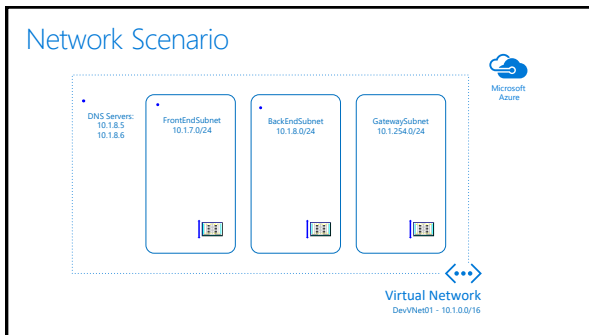 Network Scenario
Microsoft
Azure
DNS Servers:
10.1.8.5
10.1.8.6
FrontEndSubnet
10.1.7.0/24
BackEndSubnet
10.1.8.0/24
GatewaySubnet
10.1.254.0/24
Virtual Network
DevVNet01 - 10.1.0.0/16